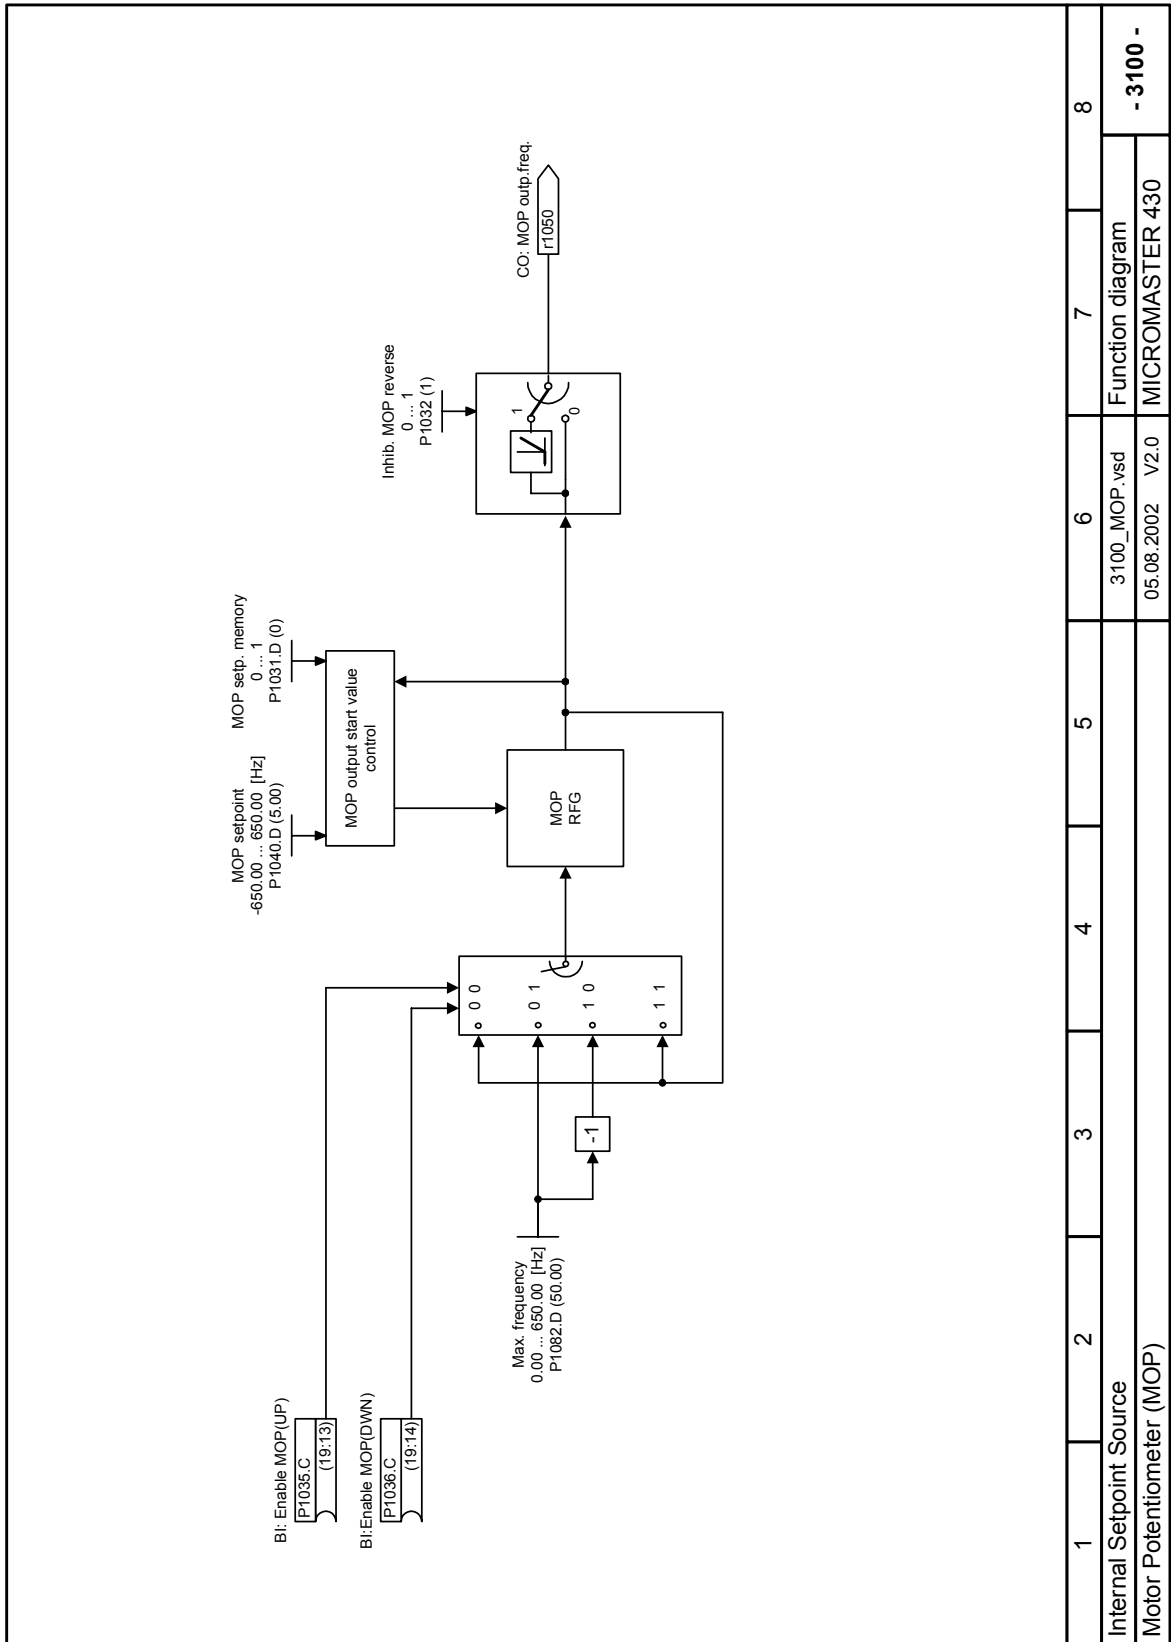 BI: Enable MOP(UP)
P1035.C
(19:13)
BI:Enable MOP(DWN)
P1036.C
(19:14)
Max. frequency
0.00 ... 650.00 [Hz]
P1082.D (50.00)
-1
0 0
0 1
1 0
1 1
MOP setpoint
-650.00 ... 650.00 [Hz]
P1040.D (5.00)
MOP setp. memory
0 ... 1
P1031.D (0)
MOP output start value
control
MOP
RFG
Inhib. MOP reverse
0 ... 1
P1032 (1)
1
0
CO: MOP outp.freq.
r1050
1 2 3 4 5 6 7 8
Internal Setpoint Source
Motor Potentiometer (MOP)
3100_MOP.vsd
05.08.2002 V2.0
Function diagram
MICROMASTER 430
- 3100 -